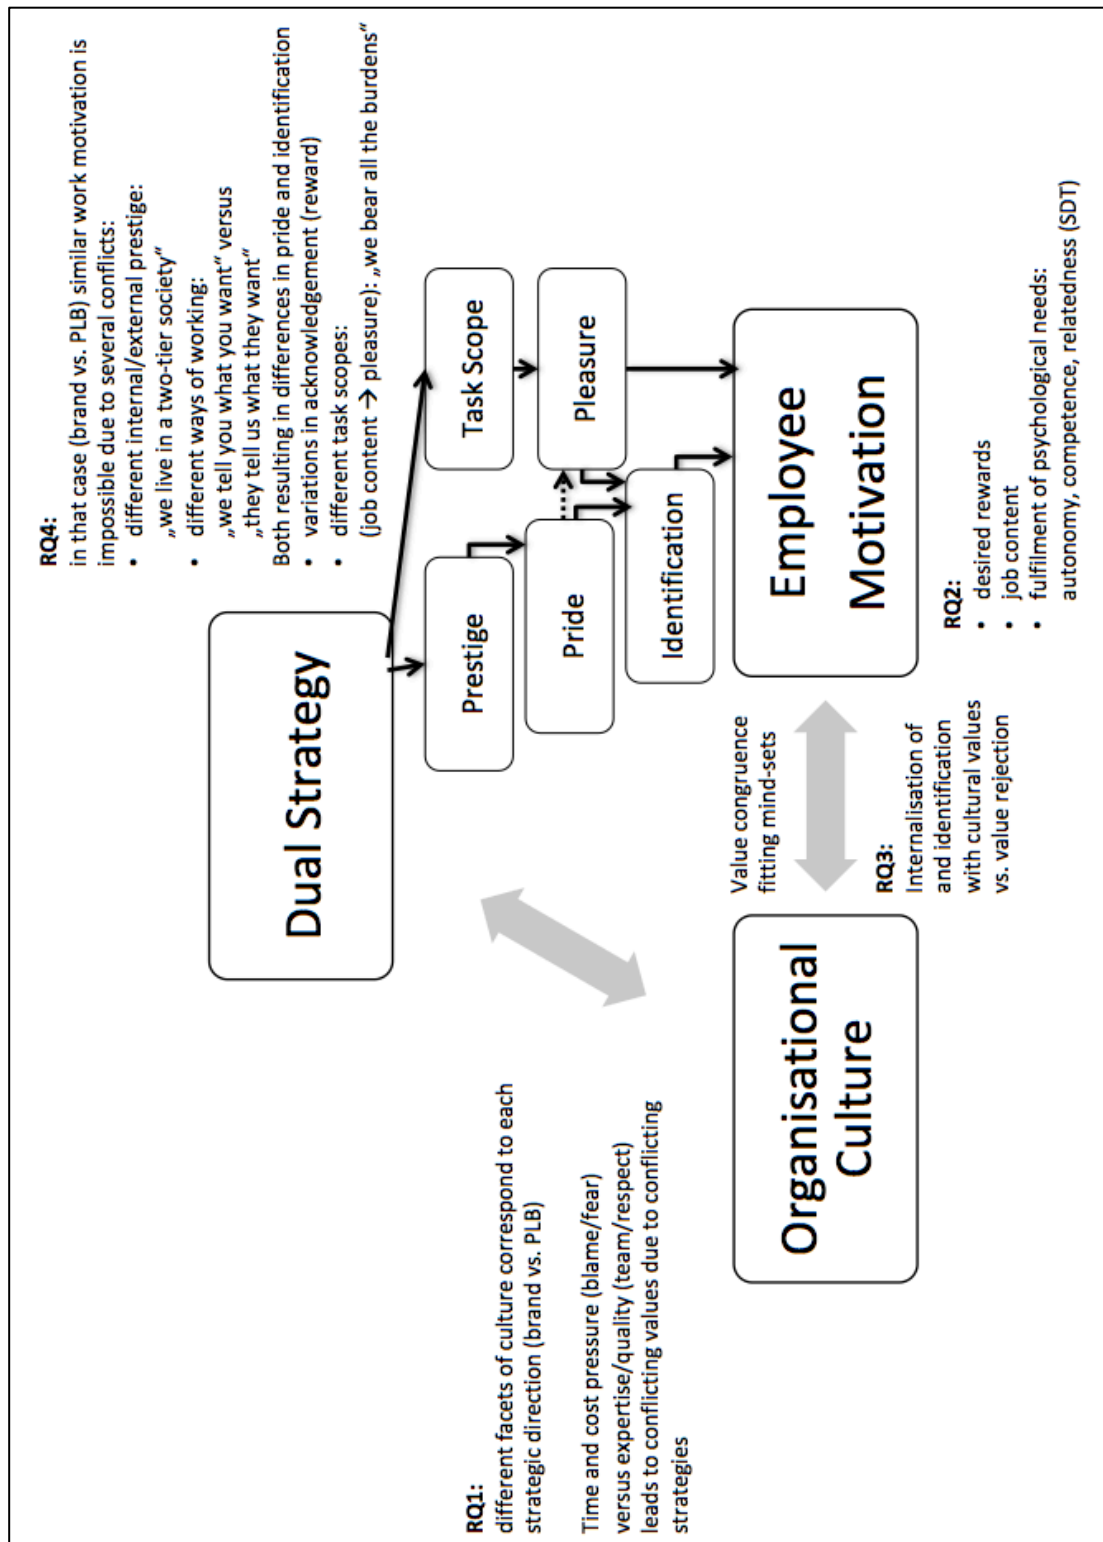 RQ4:
in that case (brand vs. PLB) similar work motivation is
impossible due to several conflicts:
• different internal/external prestige:
„we live in a two-tier society“
• different ways of working:
„we tell you what you want“ versus
„they tell us what they want“
Both resulting in differences in pride and identification
• variations in acknowledgement (reward)
• different task scopes:
(job content → pleasure): „we bear all the burdens“
Dual Strategy
Task Scope
Prestige
Pleasure
Pride
Identification
Employee
Motivation
RQ1:
different facets of culture correspond to each
strategic direction (brand vs. PLB)
Time and cost pressure (blame/fear)
versus expertise/quality (team/respect)
leads to conflicting values due to conflicting
strategies
Organisational
Culture
Value congruence
fitting mind-sets
RQ3:
Internalisation of
and identification
with cultural values
vs. value rejection
RQ2:
• desired rewards
• job content
• fulfilment of psychological needs:
autonomy, competence, relatedness (SDT)